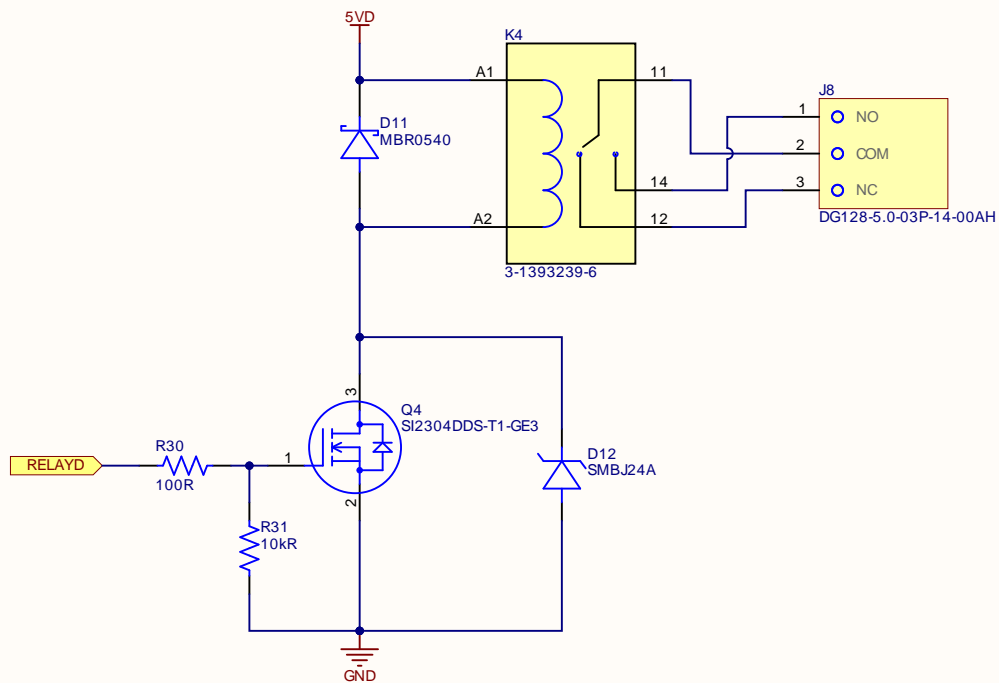 5VD
K4
A1
11
J8
1
NO
D11
MBR0540
2
COM
14
3
NC
A2
12
DG128-5.0-03P-14-00AH
3-1393239-6
3
Q4
SI2304DDS-T1-GE3
R30
RELAYD
1
D12
SMBJ24A
100R
2
R31
10kR
GND